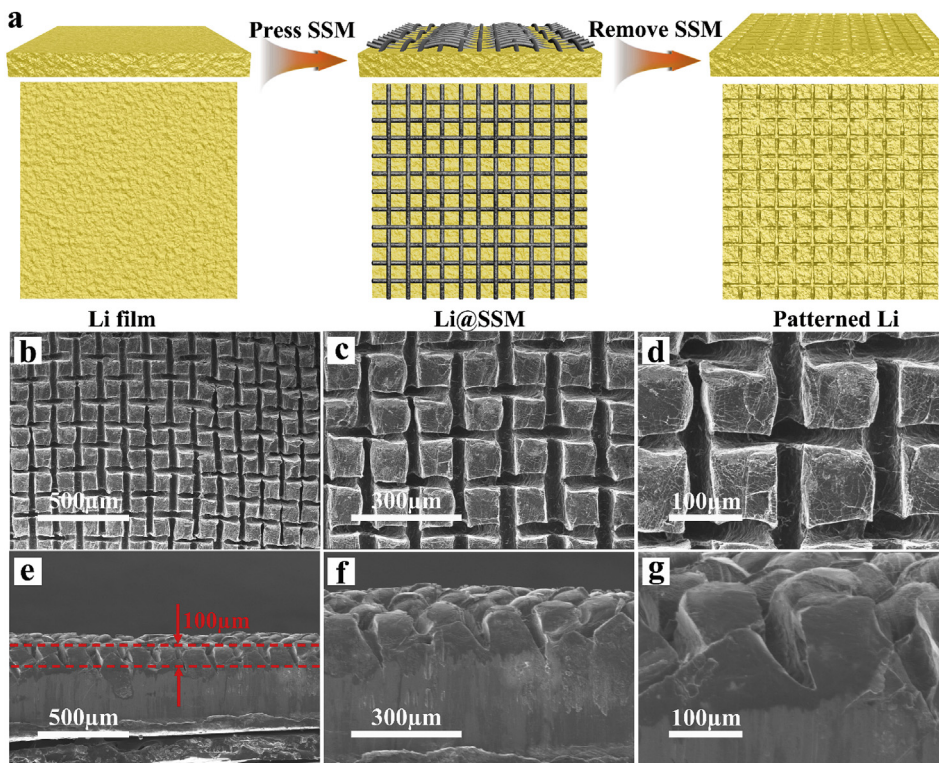 a
Press SSM
Remove SSM
Li film
Li@SSM
Patterned Li
b
500μm
c
300μm
d
100μm
e
100μm
500μm
f
300μm
g
100μm